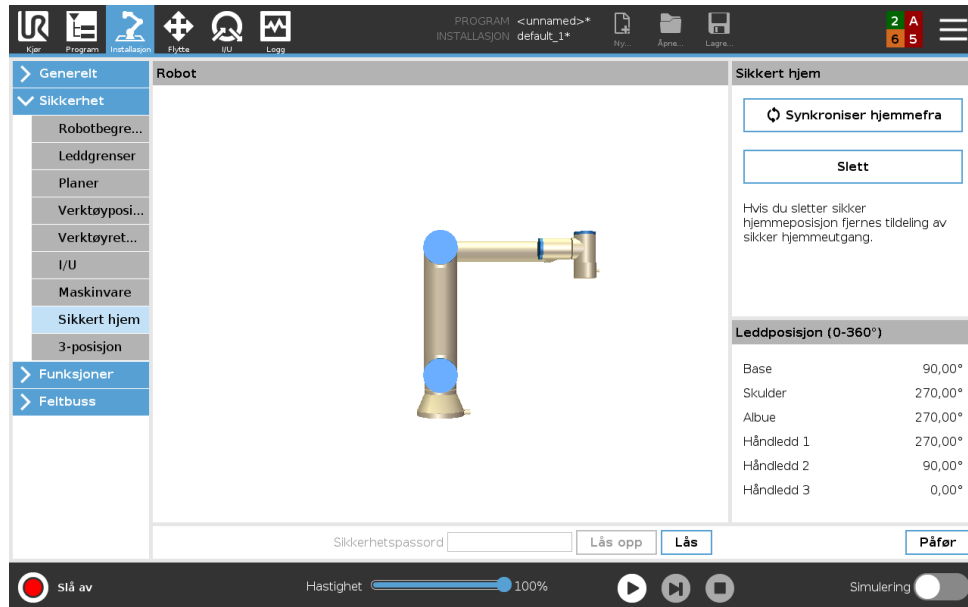 UR
PROGRAM <unnamed>*
INSTALLASJON default_1*
Kjør Program Installasjon Flytte I/U Logg
Ny... Åpne... Lagre...
2 A
6 5
Generelt
Sikkerhet
Robotbegre...
Leddgrenser
Planer
Verktøyposi...
Verktøyret...
I/U
Maskinvare
Sikkert hjem
3-posisjon
Funksjoner
Feltbuss
Robot
Sikkert hjem
Synkroniser hjemmefra
Slett
Hvis du sletter sikker
hjemmeposisjon fjernes tildeling av
sikker hjemmeutgang.
Leddposisjon (0-360°)
Base 90,00°
Skulder 270,00°
Albue 270,00°
Håndledd 1 270,00°
Håndledd 2 90,00°
Håndledd 3 0,00°
Sikkerhetspassord Lås opp Lås Påfør
Slå av Hastighet 100% Simulering